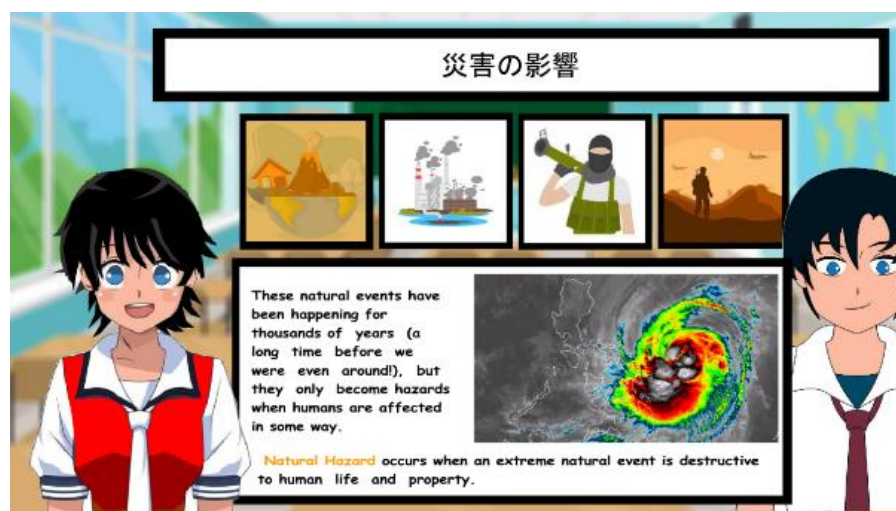 災害の影響
These natural events have
been happening for
thousands of years (a
long time before we
were even around!), but
they only become hazards
when humans are affected
in some way.
Natural Hazard occurs when an extreme natural event is destructive
to human life and property.